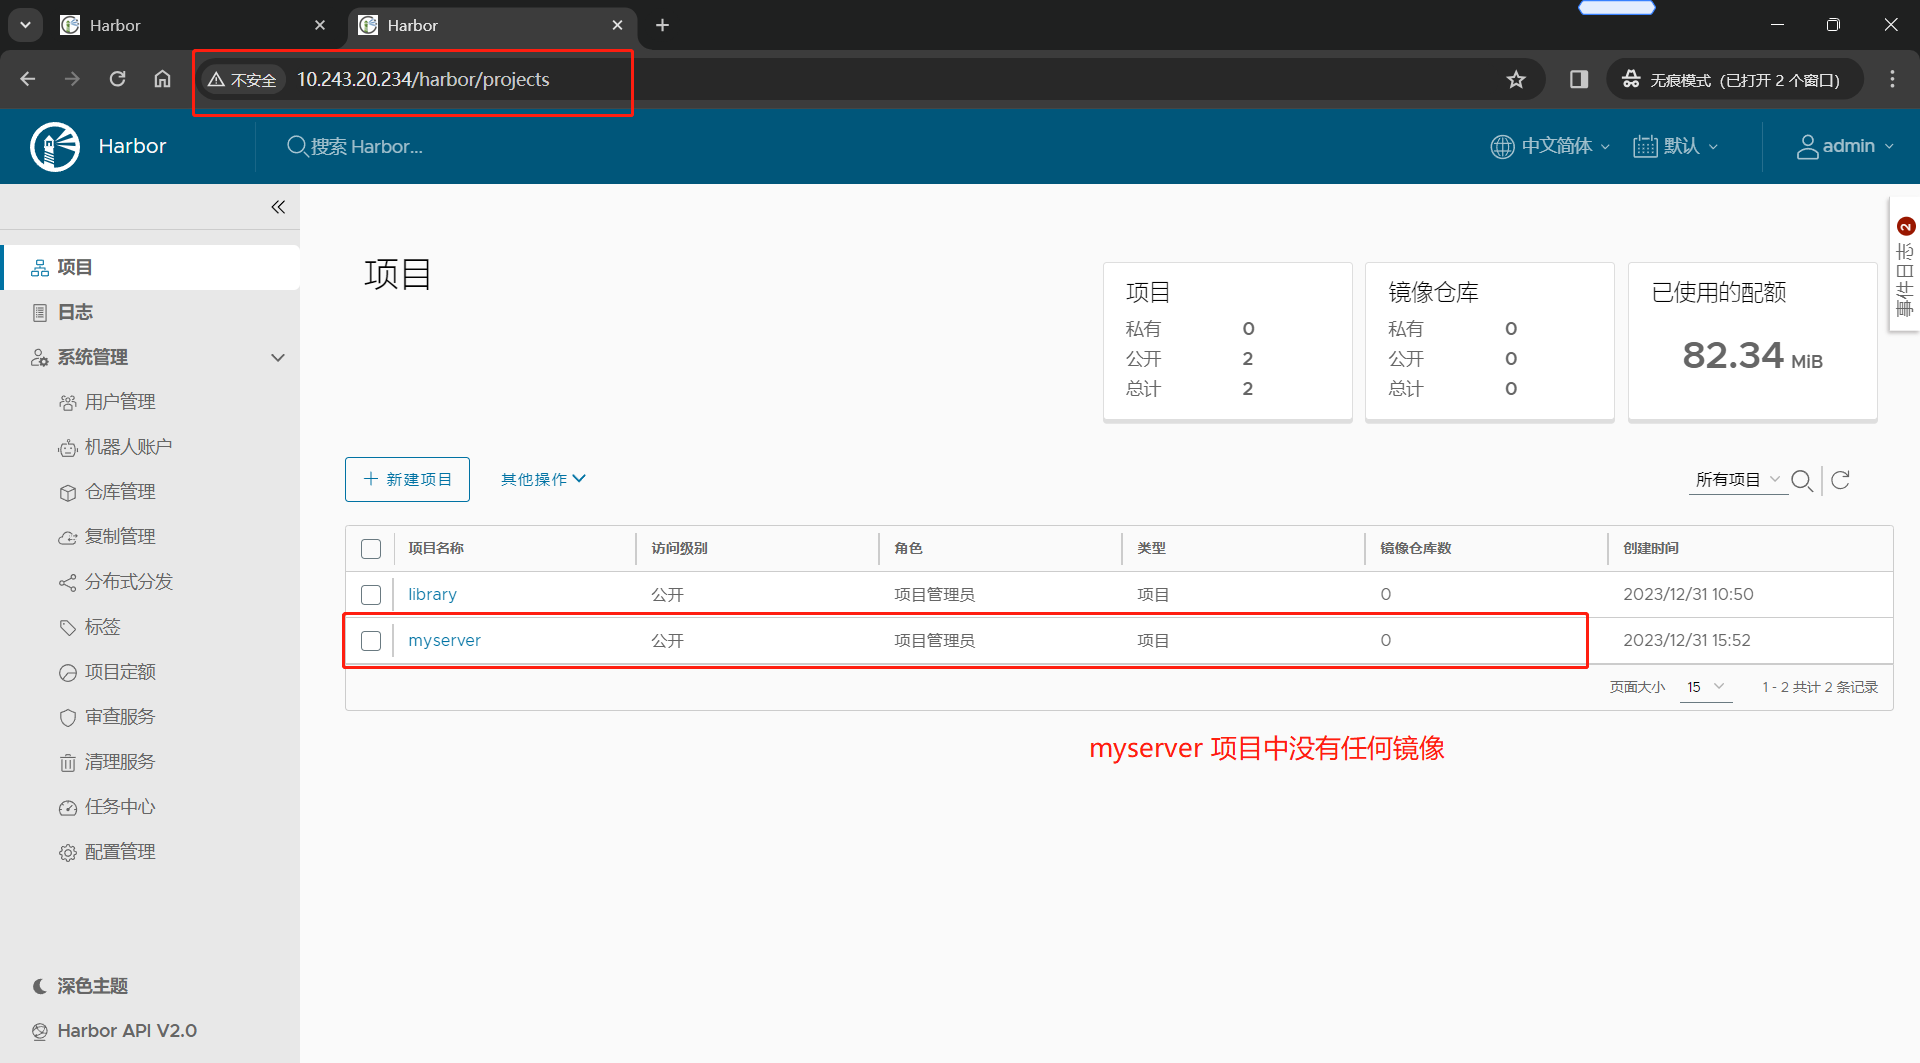 Harbor
Harbor
不安全
10.243.20.234/harbor/projects
无痕模式（已打开 2 个窗口）
Harbor
搜索 Harbor...
中文简体
默认
admin
项目
日志
系统管理
用户管理
机器人账户
仓库管理
复制管理
分布式分发
标签
项目定额
审查服务
清理服务
任务中心
配置管理
深色主题
Harbor API V2.0
项目
项目
私有 0
公开 2
总计 2
镜像仓库
私有 0
公开 0
总计 0
已使用的配额
82.34 MiB
事件日志 2
新建项目
其他操作
所有项目
项目名称 访问级别 角色 类型 镜像仓库数 创建时间
library 公开 项目管理员 项目 0 2023/12/31 10:50
myserver 公开 项目管理员 项目 0 2023/12/31 15:52
页面大小 15 1 - 2 共计 2 条记录
myserver 项目中没有任何镜像